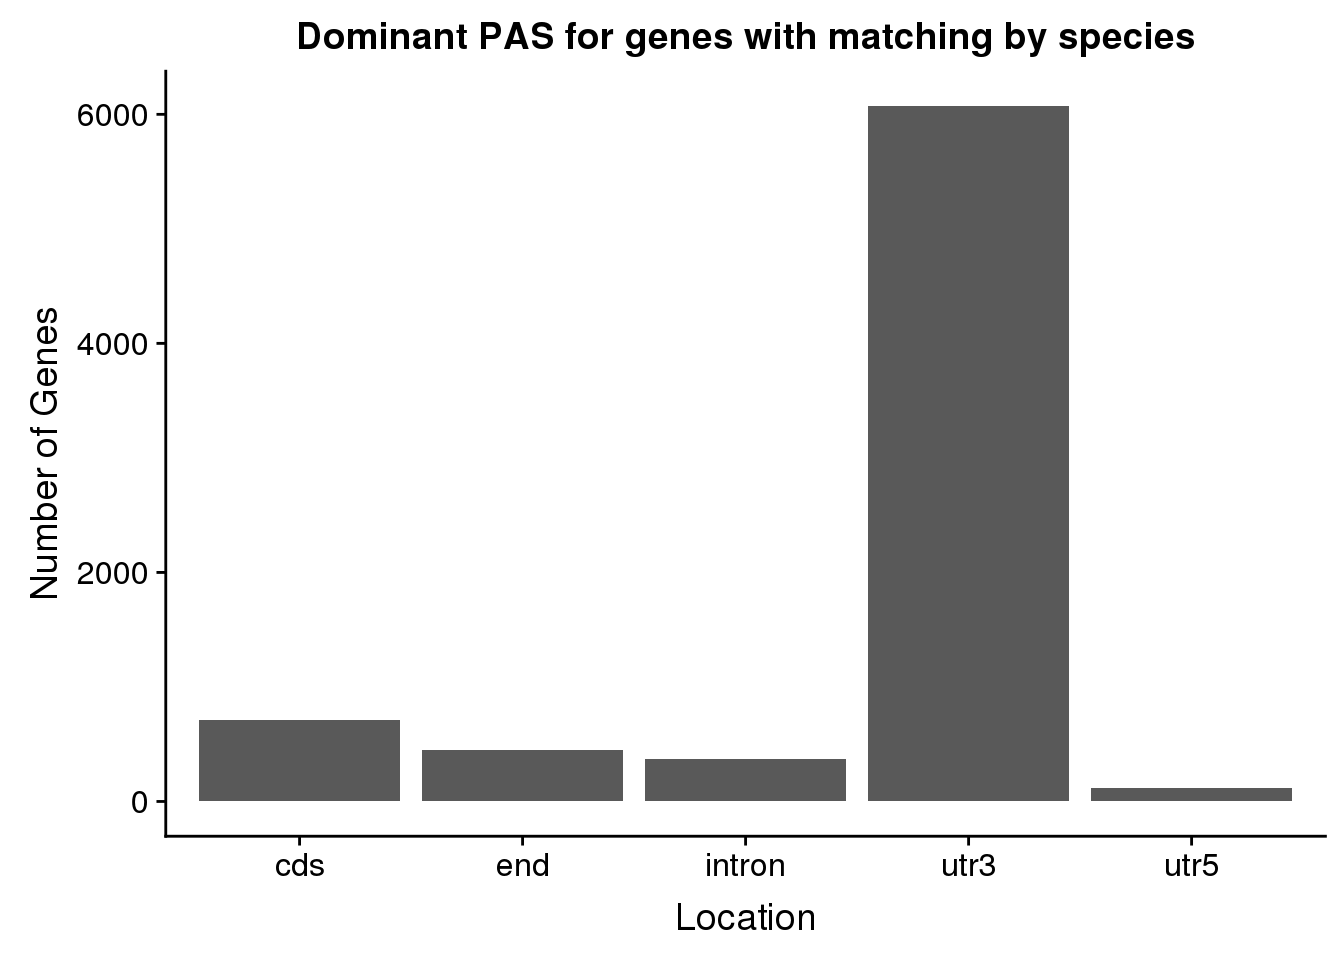 Dominant PAS for genes with matching by species
Number of Genes
6000
4000
2000
0
cds end intron utr3 utr5
Location